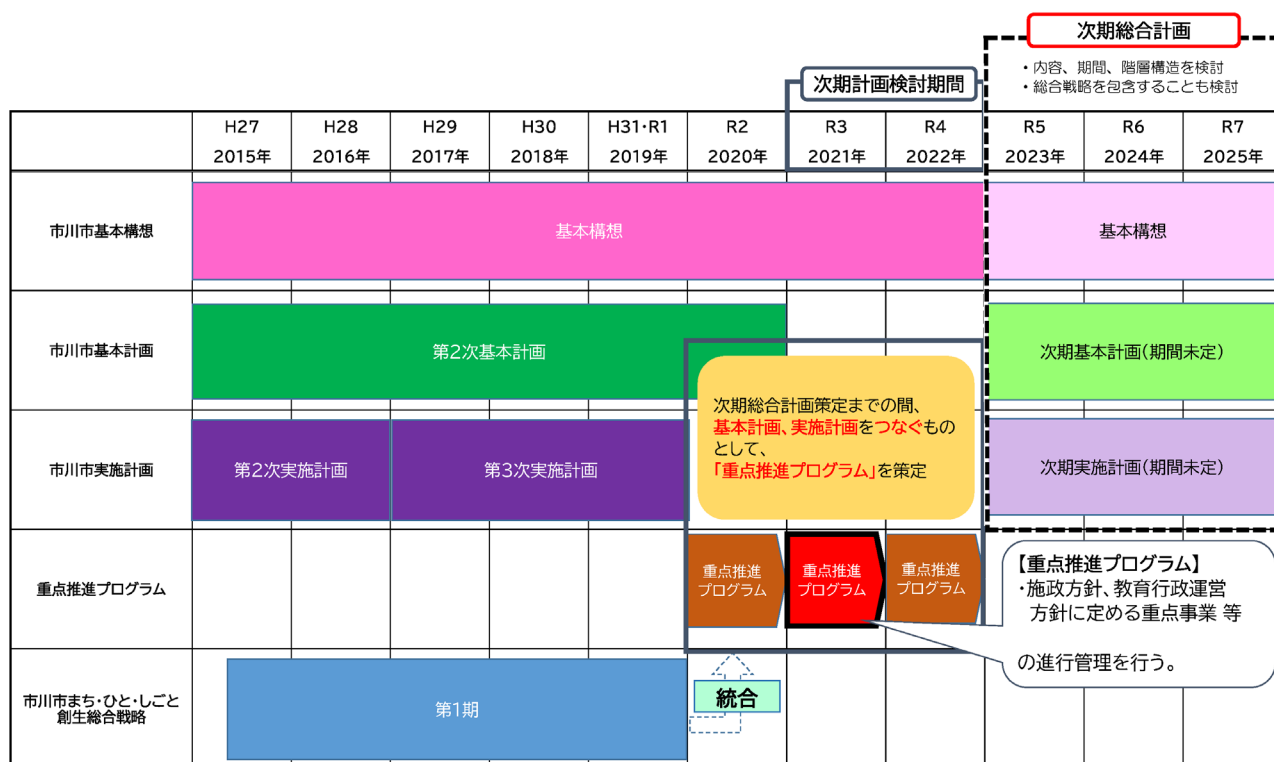 次期総合計画
・内容、期間、階層構造を検討
・総合戦略を包含することも検討
次期計画検討期間
H27
2015年
H28
2016年
H29
2017年
H30
2018年
H31・R1
2019年
R2
2020年
R3
2021年
R4
2022年
R5
2023年
R6
2024年
R7
2025年
市川市基本構想
基本構想
基本構想
市川市基本計画
第2次基本計画
次期基本計画(期間未定)
次期総合計画策定までの間、
基本計画、実施計画をつなぐもの
として、
「重点推進プログラム」を策定
市川市実施計画
第2次実施計画
第3次実施計画
次期実施計画(期間未定)
重点推進プログラム
重点推進
プログラム
重点推進
プログラム
重点推進
プログラム
【重点推進プログラム】
・施政方針、教育行政運営
方針に定める重点事業 等
の進行管理を行う。
市川市まち・ひと・しごと
創生総合戦略
第1期
統合